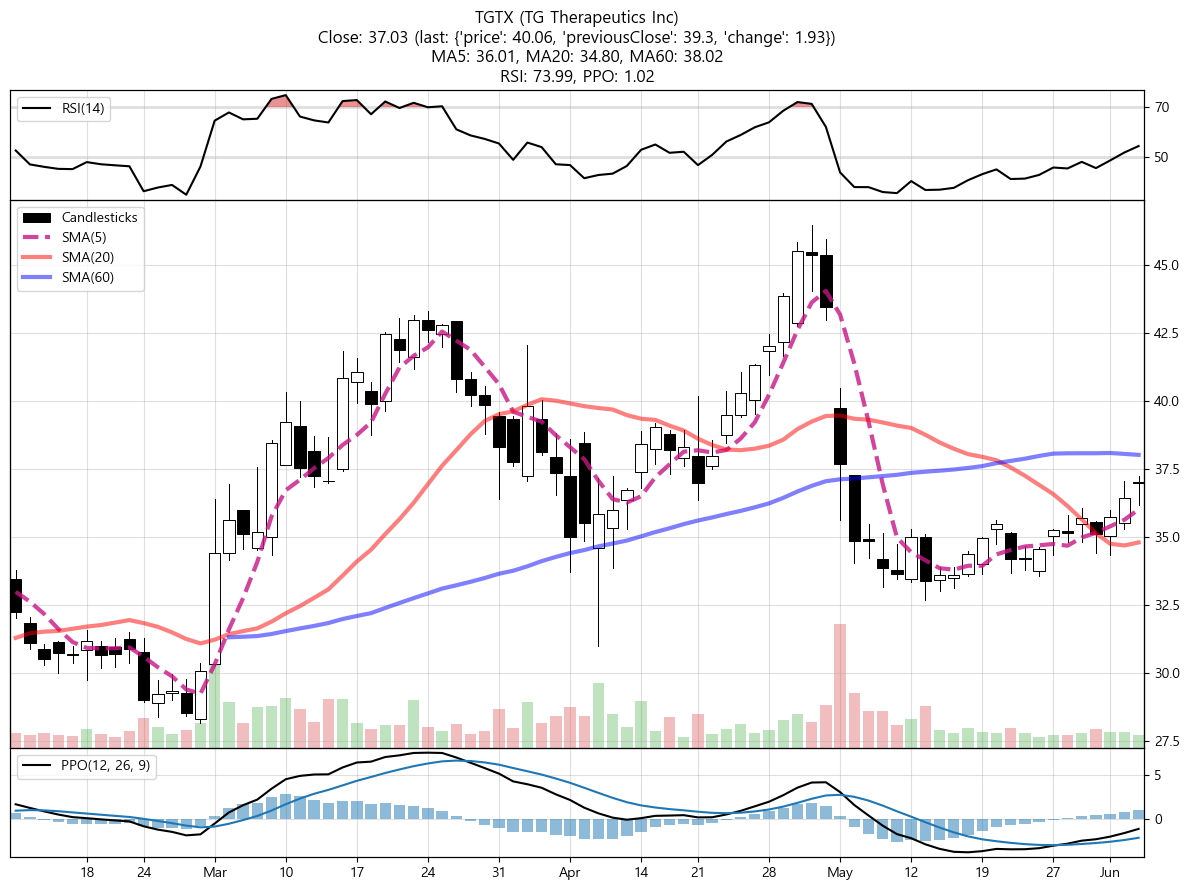 TGTX (TG Therapeutics Inc)
Close: 37.03 (last: {'price': 40.06, 'previousClose': 39.3, 'change': 1.93})
MA5: 36.01, MA20: 34.80, MA60: 38.02
RSI: 73.99, PPO: 1.02
RSI(14)
70
50
Candlesticks
SMA(5)
SMA(20)
SMA(60)
45.0
42.5
40.0
37.5
35.0
32.5
30.0
27.5
PPO(12, 26, 9)
5
0
18 24 Mar 10 17 24 31 Apr 14 21 28 May 12 19 27 Jun